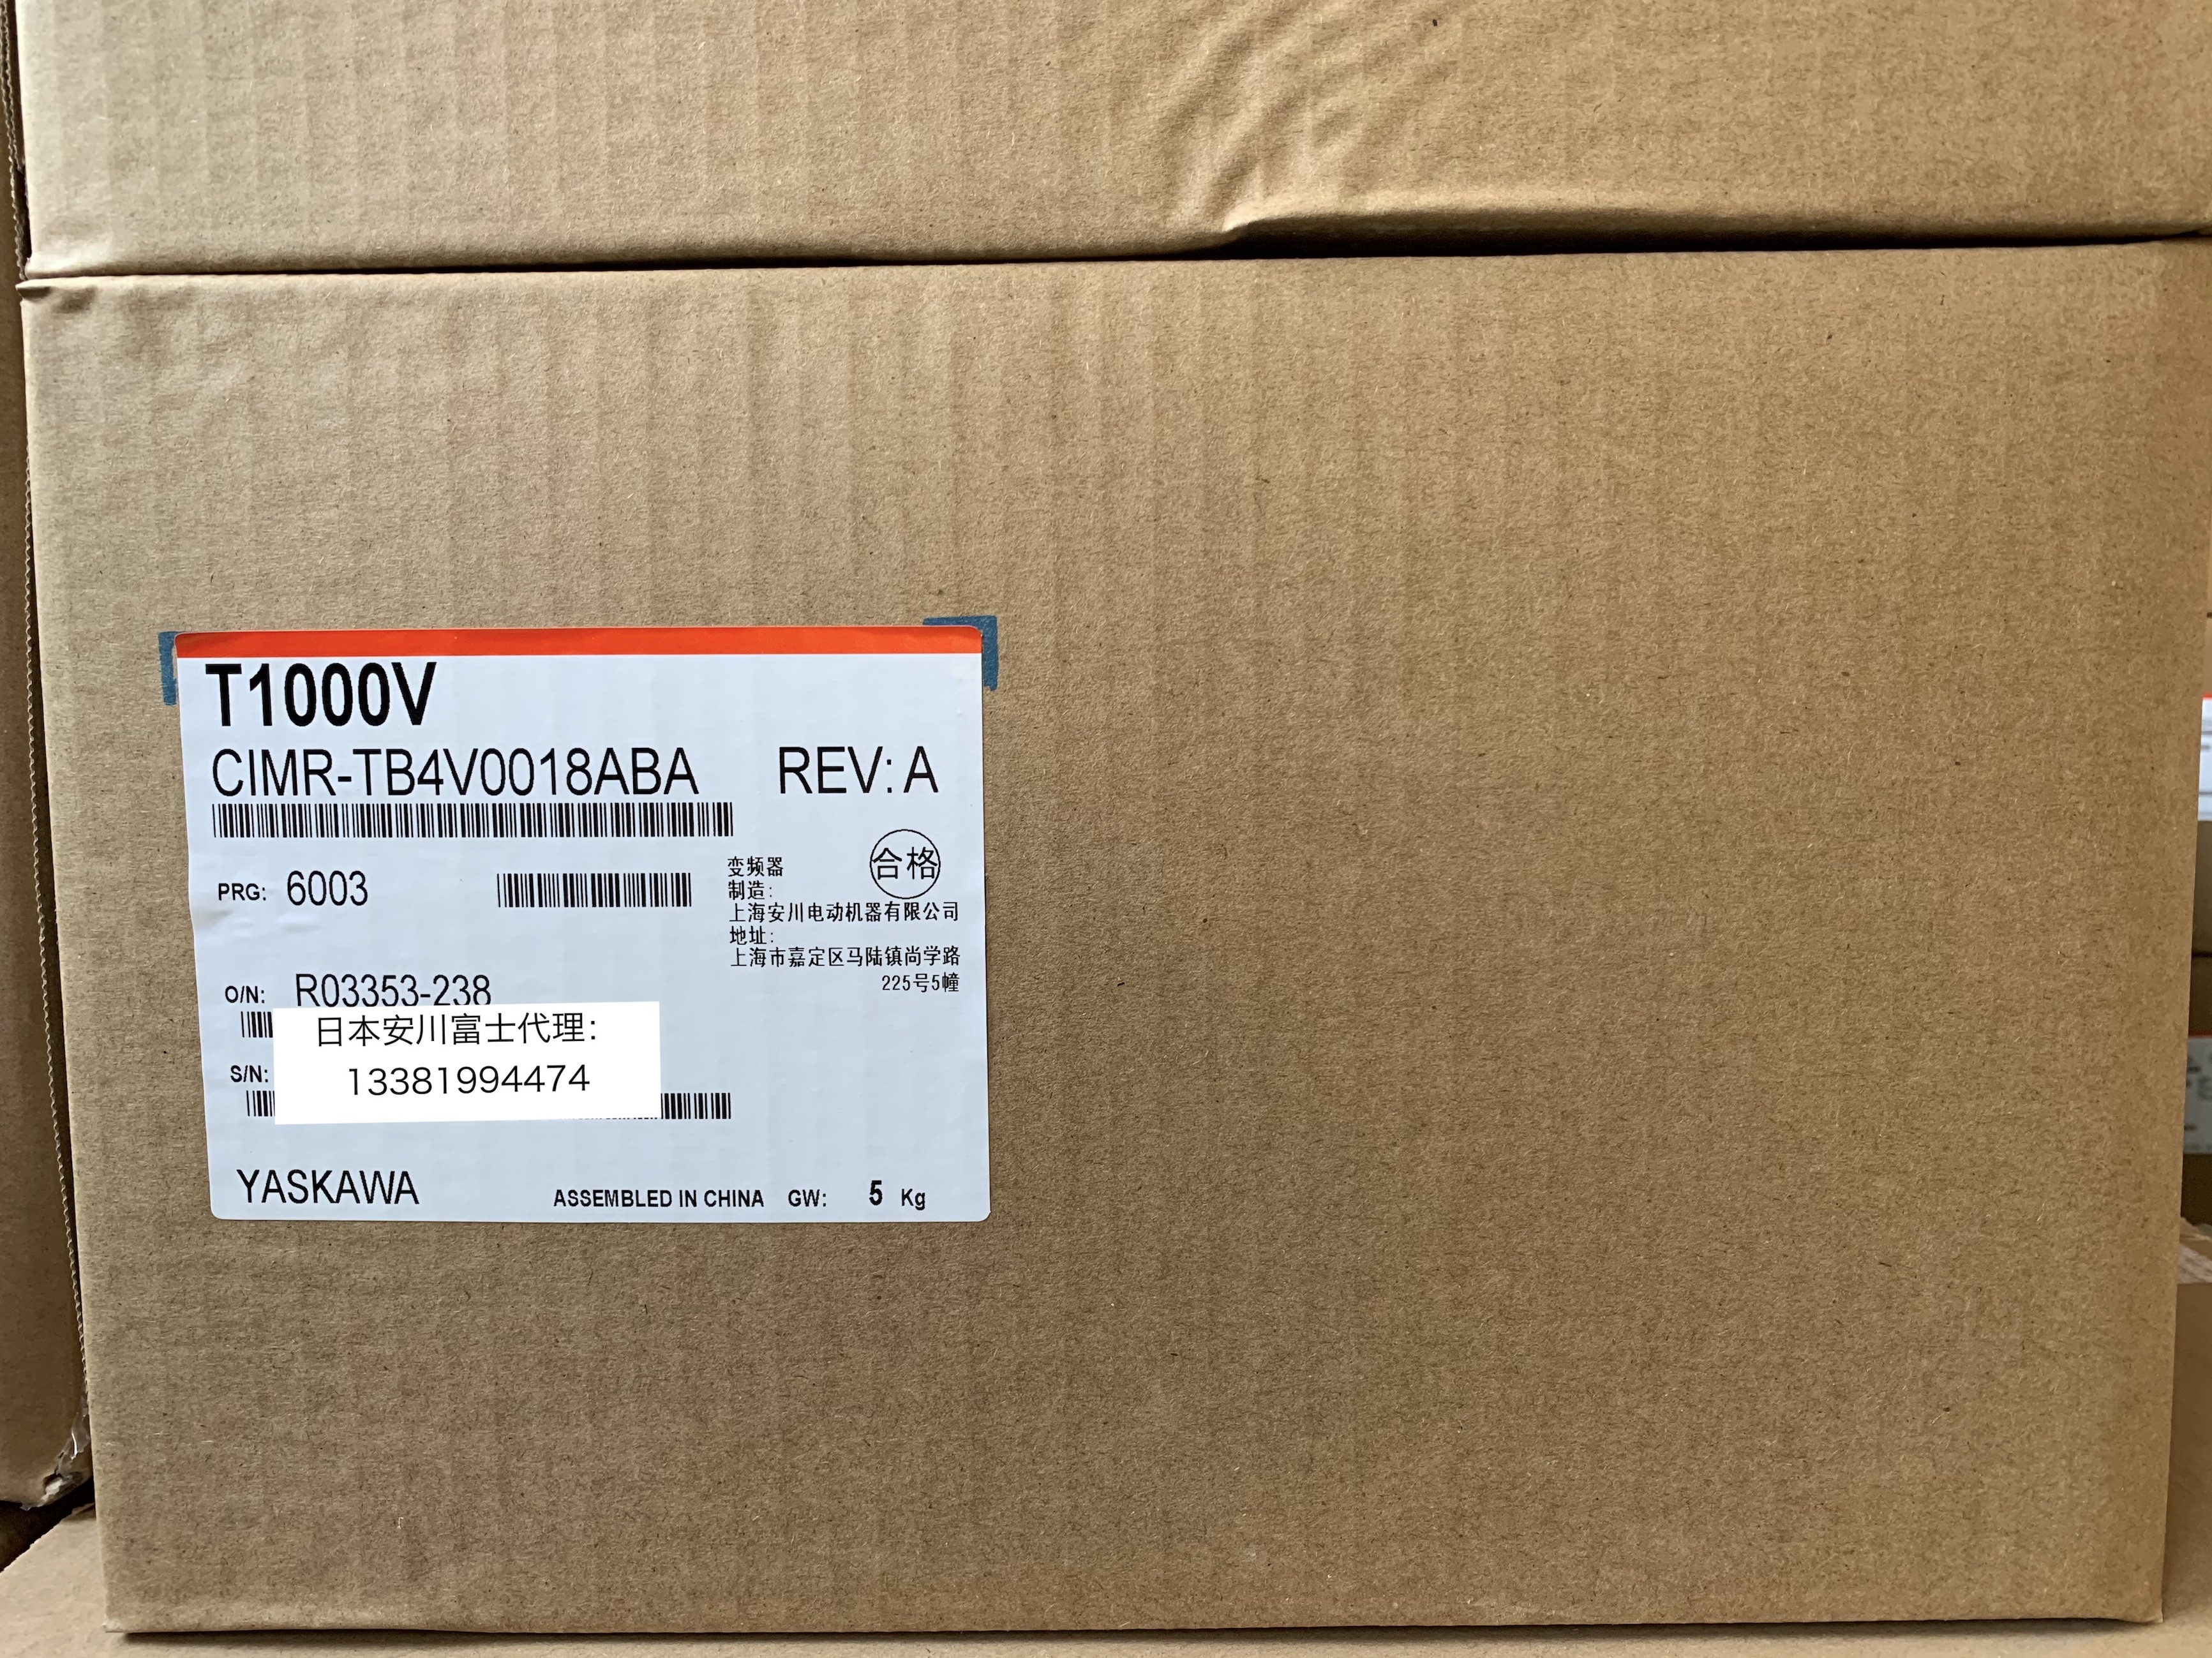 T1000V
CIMR-TB4V0018ABA REV: A
PRG: 6003
变频器
合格
制造:
上海安川电动机器有限公司
地址:
上海市嘉定区马陆镇尚学路
225号5幢
O/N: R03353-238
日本安川富士代理:
S/N:
13381994474
YASKAWA ASSEMBLED IN CHINA GW: 5 Kg